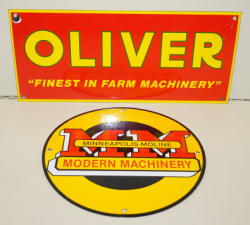 OLIVER
"FINEST IN FARM MACHINERY"
MM
MINNEAPOLIS-MOLINE
MODERN MACHINERY